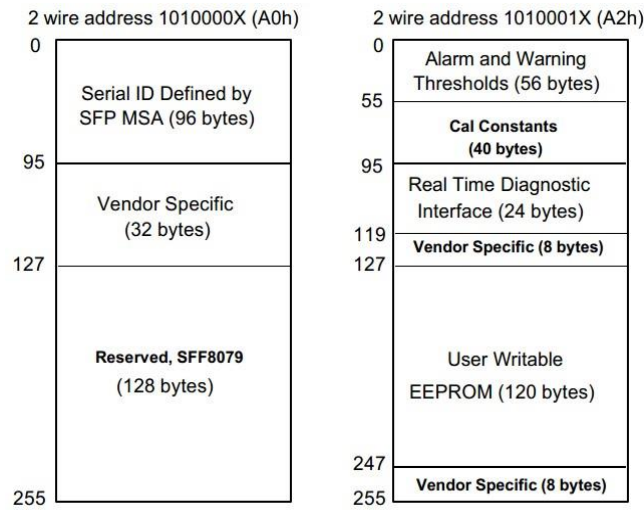 2 wire address 1010000X (A0h)
0
Serial ID Defined by
SFP MSA (96 bytes)
95
Vendor Specific
(32 bytes)
127
Reserved, SFF8079
(128 bytes)
255
2 wire address 1010001X (A2h)
0
Alarm and Warning
Thresholds (56 bytes)
55
Cal Constants
(40 bytes)
95
Real Time Diagnostic
Interface (24 bytes)
119
Vendor Specific (8 bytes)
127
User Writable
EEPROM (120 bytes)
247
Vendor Specific (8 bytes)
255